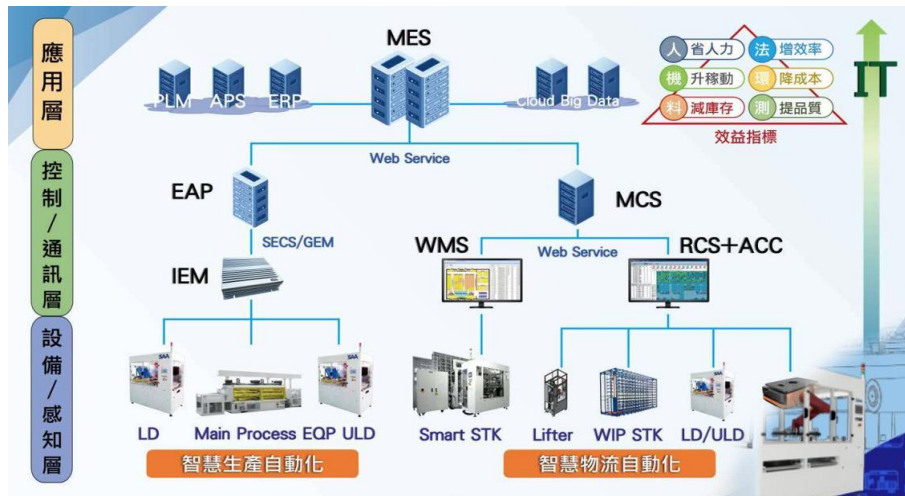 應用層
MES
PLM
APS
ERP
Cloud Big Data
人 省人力
法 增效率
機 升稼動
環 降成本
料 減庫存
測 提品質
效益指標
IT
Web Service
控制/通訊層
EAP
MCS
SECS/GEM
WMS
Web Service
RCS+ACC
IEM
設備/感知層
SAA
SAA
SAA
LD
Main Process EQP ULD
Smart STK
Lifter
WIP STK
LD/ULD
智慧生產自動化
智慧物流自動化